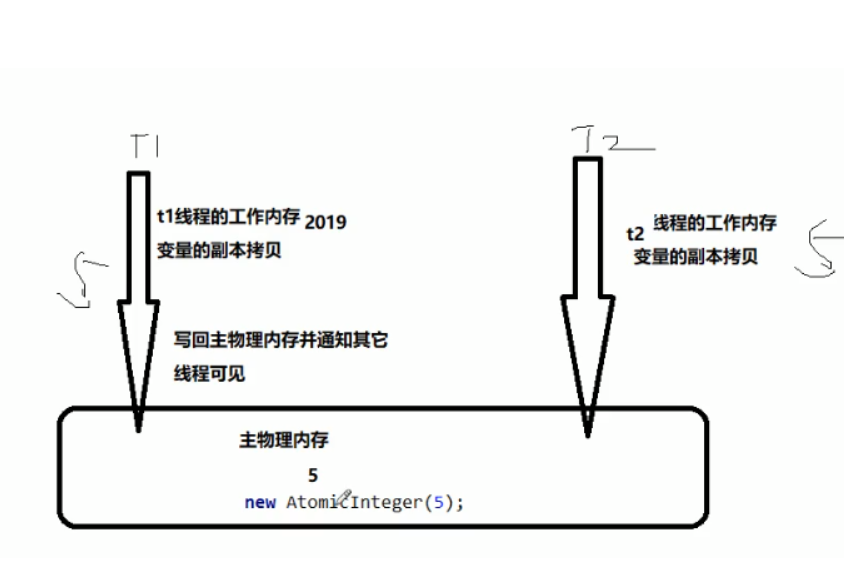 T1
T2
t1线程的工作内存 2019
变量的副本拷贝
t2 线程的工作内存
变量的副本拷贝
5
5
写回主物理内存并通知其它
线程可见
主物理内存
5
new AtomicInteger(5);